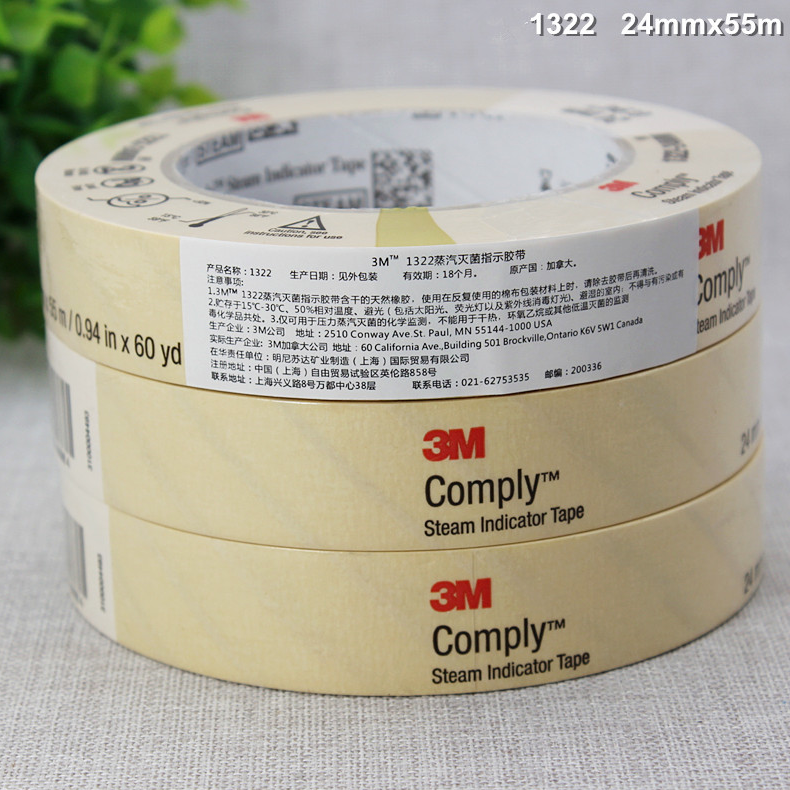 1322 24mmx55m
STEAM
Steam Indicator Tape
STEAM
Caution, see
instructions for use
3M
Comply™
Steam Indicator Tape
3M™ 1322蒸汽灭菌指示胶带
产品名称：1322 生产日期：见外包装 有效期：18个月。 原产国：加拿大。
注意事项：
1.3M™ 1322蒸汽灭菌指示胶带含干的天然橡胶，使用在反复使用的棉布包装材料上时，请除去胶带后再清洗。
2.贮存于15℃-30℃、50%相对温度、避光（包括太阳光、荧光灯以及紫外线消毒灯光）、避湿的室内；不得与有污染或有
毒化学品共处。3.仅可用于压力蒸汽灭菌的化学监测，不能用于干热，环氧乙烷或其他低温灭菌的监测
生产企业：3M公司 地址：2510 Conway Ave St. Paul, MN 55144-1000 USA
实际生产企业：3M加拿大公司 地址：60 California Ave.,Building 501 Brockville,Ontario K6V 5W1 Canada
在华责任单位：明尼苏达矿业制造（上海）国际贸易有限公司
注册地址：中国（上海）自由贸易试验区英伦路858号
联系地址：上海兴义路8号万都中心38层 联系电话：021-62753535 邮编：200336
55 m / 0.94 in x 60 yd
3M
3M
Comply™
Steam Indicator Tape
24 mm
3100004493
3M
Comply™
Steam Indicator Tape
24 mm
3100004493